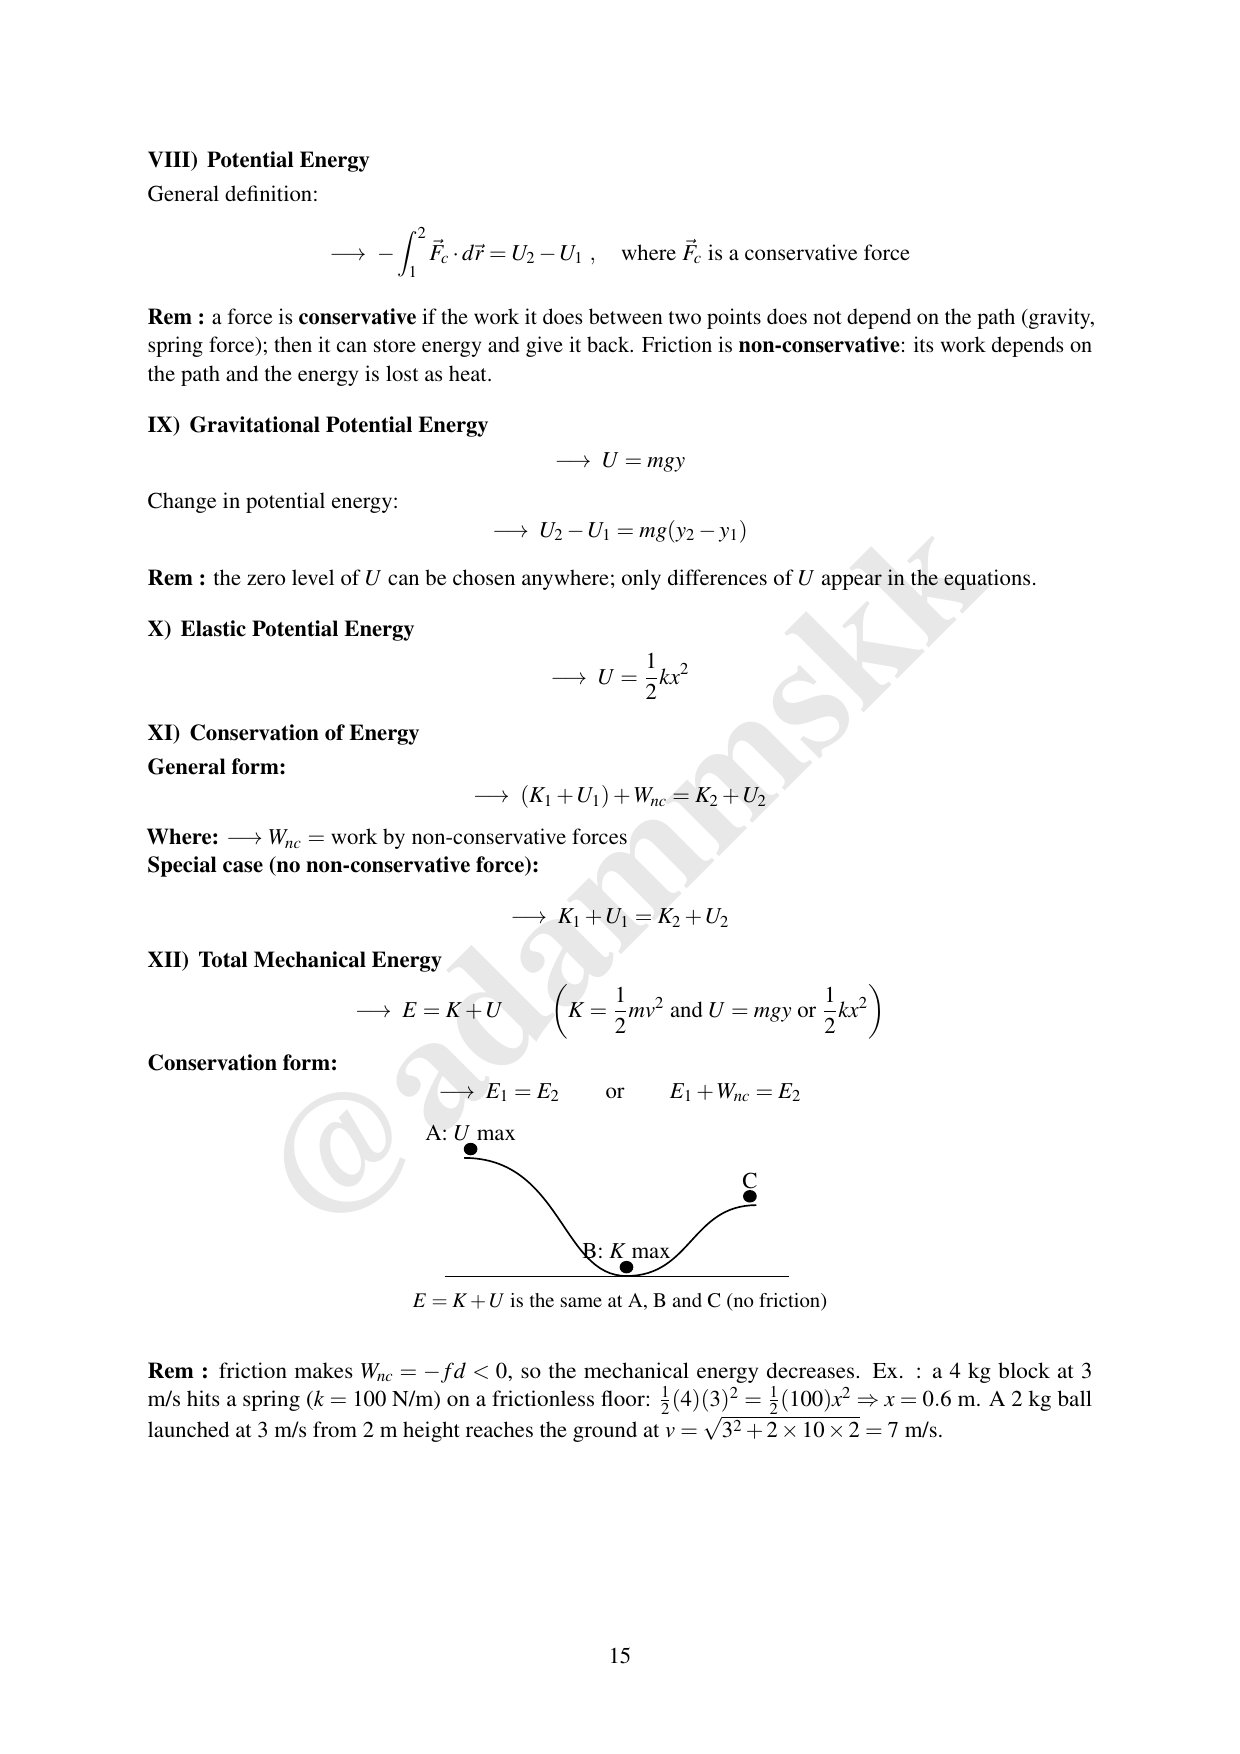 VIII) Potential Energy
General definition:
⟶ −∫₁² F⃗c · dr⃗ = U₂ − U₁ , where F⃗c is a conservative force
Rem : a force is conservative if the work it does between two points does not depend on the path (gravity,
spring force); then it can store energy and give it back. Friction is non-conservative: its work depends on
the path and the energy is lost as heat.
IX) Gravitational Potential Energy
⟶ U = mgy
Change in potential energy:
⟶ U₂ − U₁ = mg(y₂ − y₁)
Rem : the zero level of U can be chosen anywhere; only differences of U appear in the equations.
X) Elastic Potential Energy
⟶ U = 1/2 kx²
XI) Conservation of Energy
General form:
⟶ (K₁ + U₁) + Wnc = K₂ + U₂
Where: ⟶ Wnc = work by non-conservative forces
Special case (no non-conservative force):
⟶ K₁ + U₁ = K₂ + U₂
XII) Total Mechanical Energy
⟶ E = K + U (K = 1/2 mv² and U = mgy or 1/2 kx²)
Conservation form:
⟶ E₁ = E₂ or E₁ + Wnc = E₂
A: U max
C
B: K max
E = K + U is the same at A, B and C (no friction)
Rem : friction makes Wnc = −fd < 0, so the mechanical energy decreases. Ex. : a 4 kg block at 3
m/s hits a spring (k = 100 N/m) on a frictionless floor: 1/2(4)(3)² = 1/2(100)x² ⇒ x = 0.6 m. A 2 kg ball
launched at 3 m/s from 2 m height reaches the ground at v = √(3² + 2 × 10 × 2) = 7 m/s.
15
@adammskk